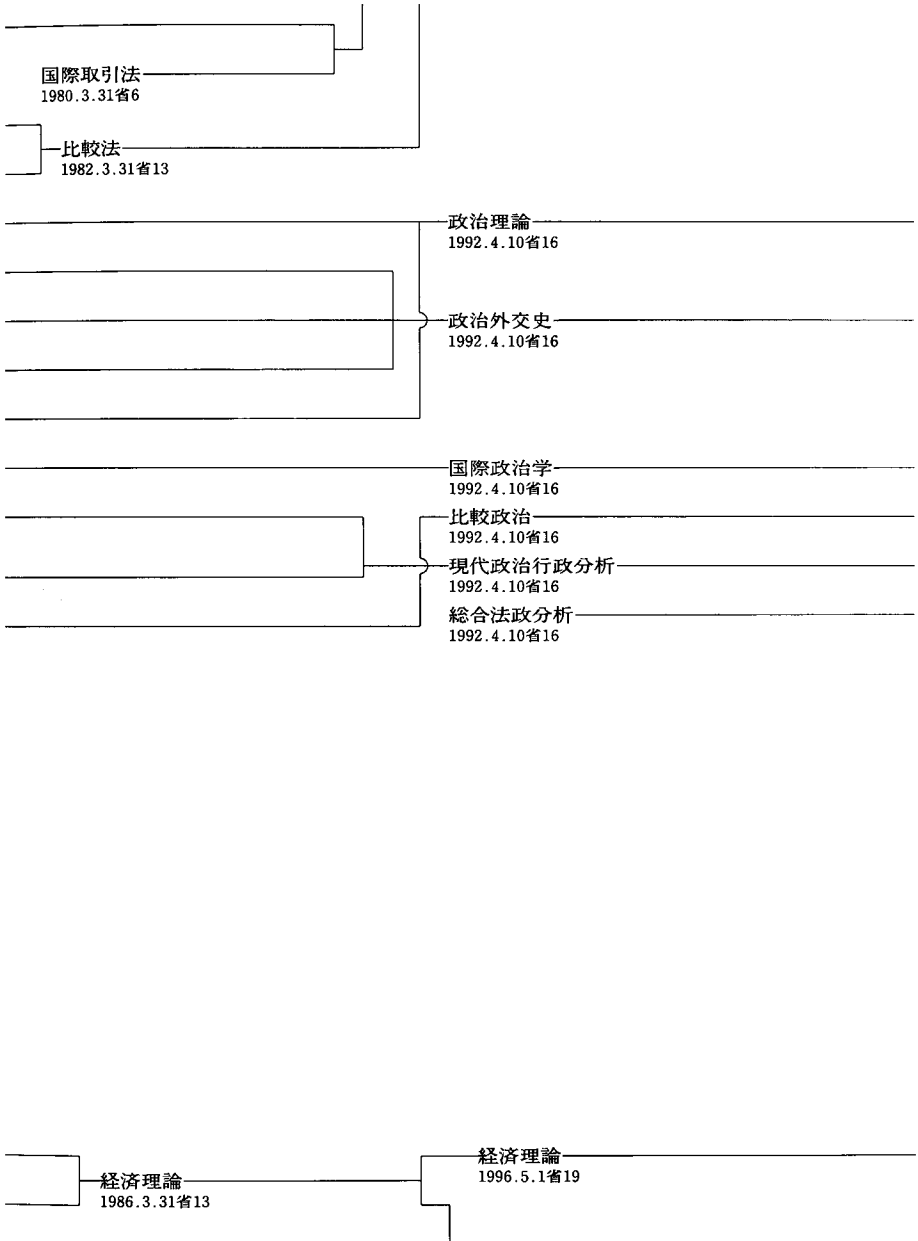 国際取引法
1980.3.31省6
比較法
1982.3.31省13
政治理論
1992.4.10省16
政治外交史
1992.4.10省16
国際政治学
1992.4.10省16
比較政治
1992.4.10省16
現代政治行政分析
1992.4.10省16
総合法政分析
1992.4.10省16
経済理論
1996.5.1省19
経済理論
1986.3.31省13